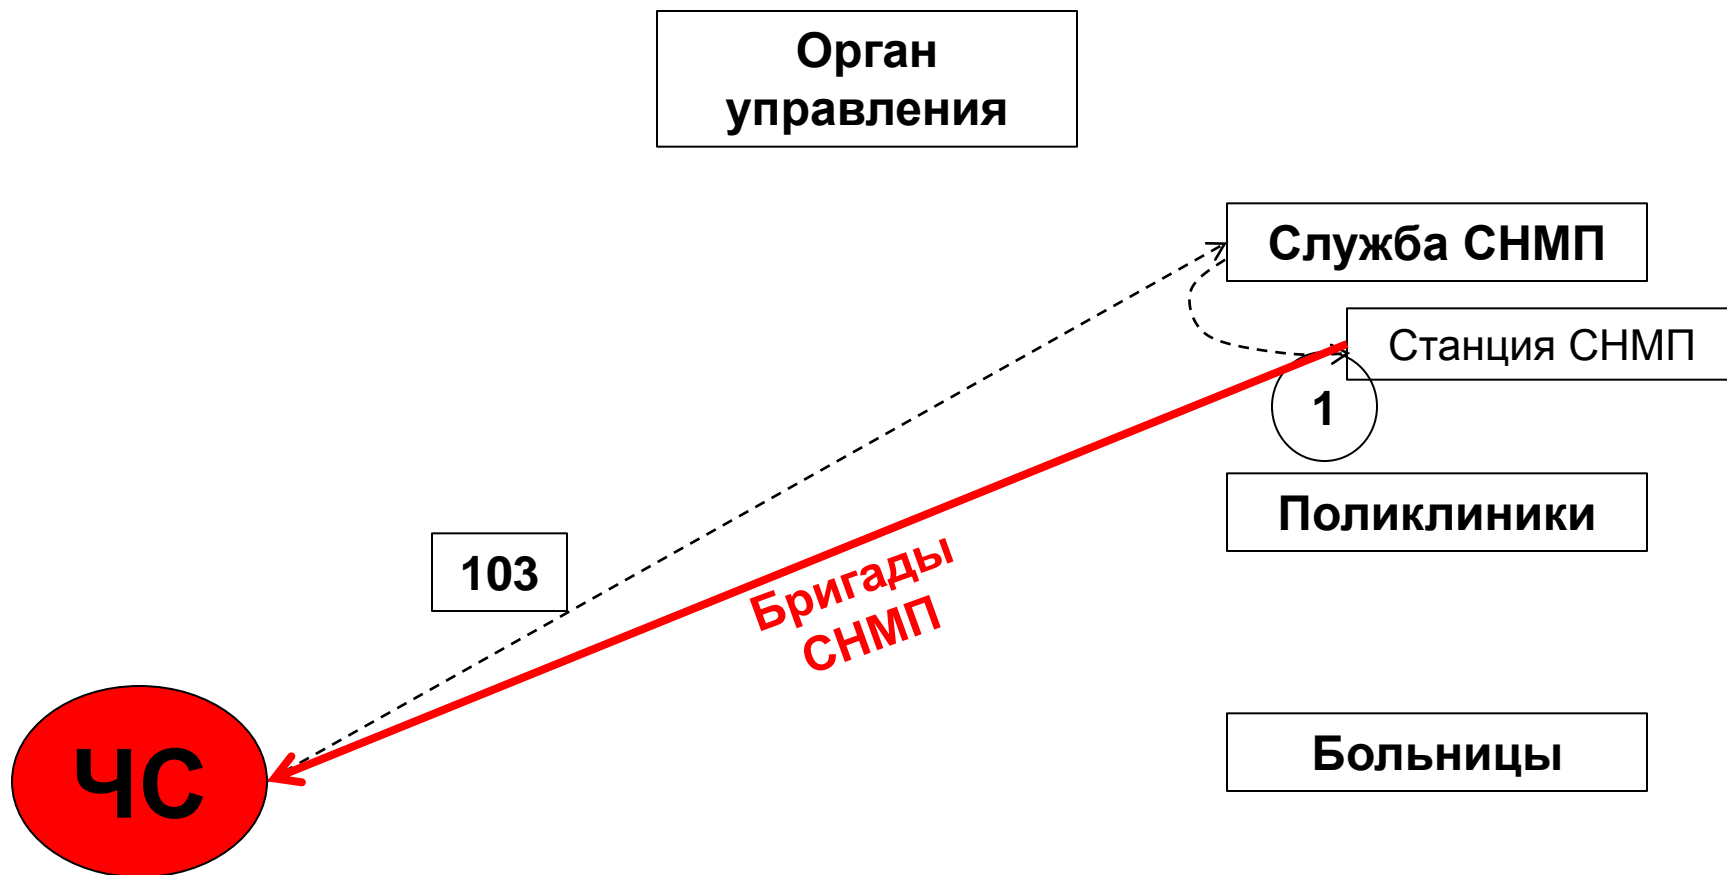 Орган
управления
Служба СНМП
Станция СНМП
1
Поликлиники
103
Бригады
СНМП
Больницы
ЧС